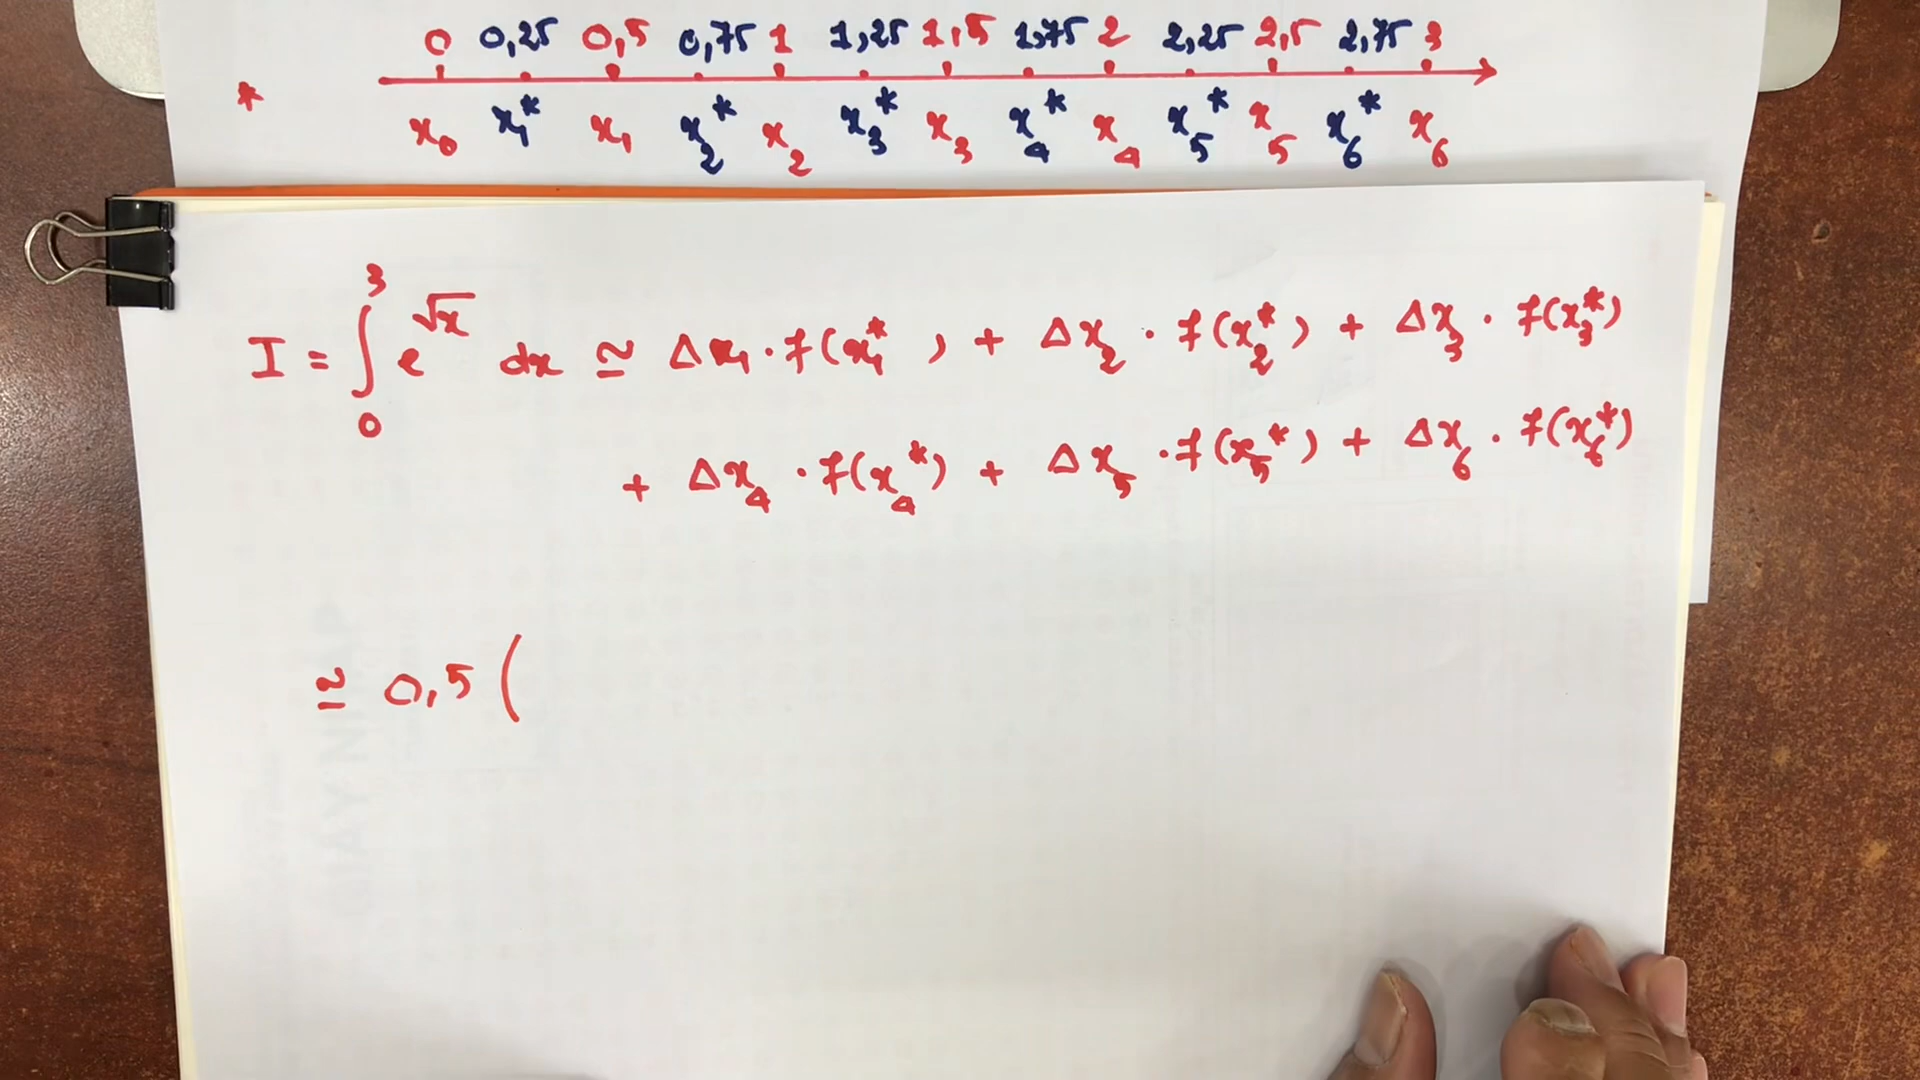 0 0,25 0,5 0,75 1 1,25 1,5 1,75 2 2,25 2,5 2,75 3
* x₀ x₁* x₁ x₂* x₂ x₃* x₃ x₄* x₄ x₅* x₅ x₆* x₆
I = ∫₀³ e^√x dx ≅ Δx₁ · f(x₁*) + Δx₂ · f(x₂*) + Δx₃ · f(x₃*)
+ Δx₄ · f(x₄*) + Δx₅ · f(x₅*) + Δx₆ · f(x₆*)
≅ 0,5 (